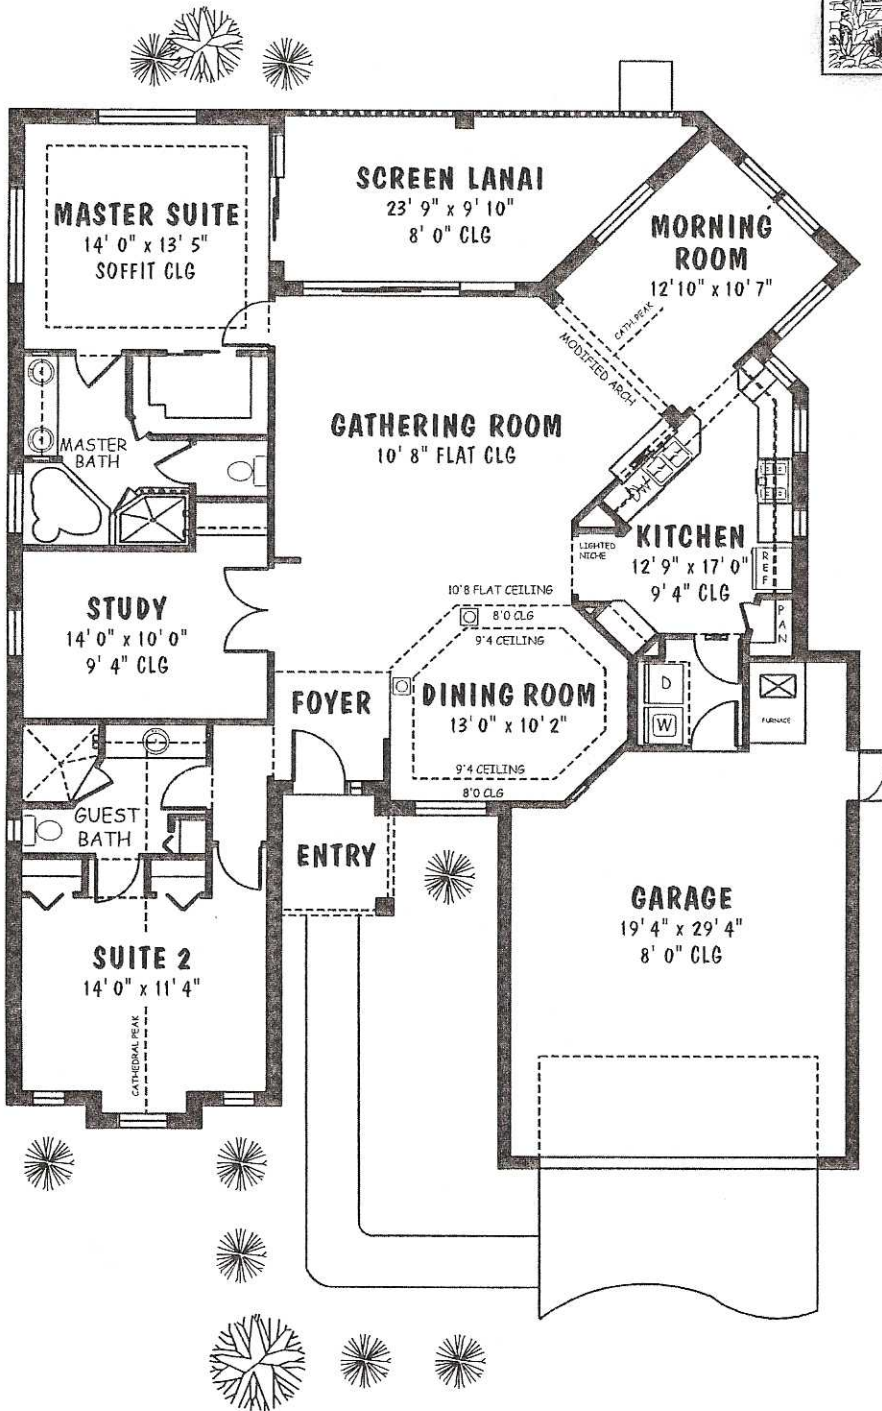 SCREEN LANAI
23' 9" x 9' 10"
8' 0" CLG
MASTER SUITE
14' 0" x 13' 5"
SOFFIT CLG
MORNING
ROOM
12'10" x 10'7"
CATH. PEAK
MODIFIED ARCH
GATHERING ROOM
10' 8" FLAT CLG
MASTER
BATH
DW
KITCHEN
12' 9" x 17' 0"
9' 4" CLG
LIGHTED
NICHE
REF
PAN
10'8 FLAT CEILING
8'0 CLG
9'4 CEILING
STUDY
14' 0" x 10' 0"
9' 4" CLG
FOYER
DINING ROOM
13' 0" x 10' 2"
9'4 CEILING
8'0 CLG
D
W
FURNACE
GUEST
BATH
ENTRY
GARAGE
19' 4" x 29' 4"
8' 0" CLG
SUITE 2
14' 0" x 11' 4"
CATHEDRAL PEAK